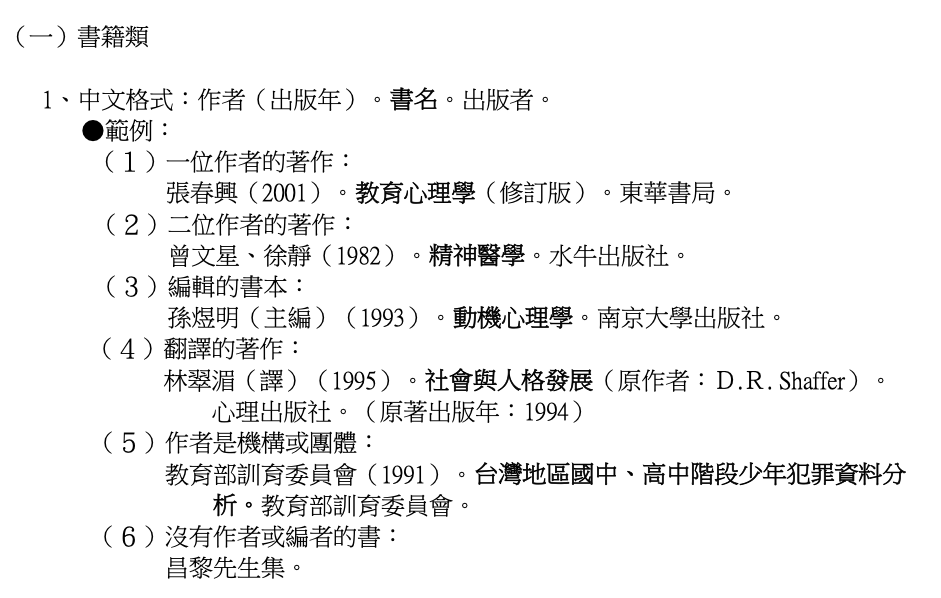 （一）書籍類
1、中文格式：作者（出版年）。書名。出版者。
●範例：
（1）一位作者的著作：
張春興（2001）。教育心理學（修訂版）。東華書局。
（2）二位作者的著作：
曾文星、徐靜（1982）。精神醫學。水牛出版社。
（3）編輯的書本：
孫煜明（主編）（1993）。動機心理學。南京大學出版社。
（4）翻譯的著作：
林翠湄（譯）（1995）。社會與人格發展（原作者：D.R. Shaffer）。
心理出版社。（原著出版年：1994）
（5）作者是機構或團體：
教育部訓育委員會（1991）。台灣地區國中、高中階段少年犯罪資料分
析。教育部訓育委員會。
（6）沒有作者或編者的書：
昌黎先生集。